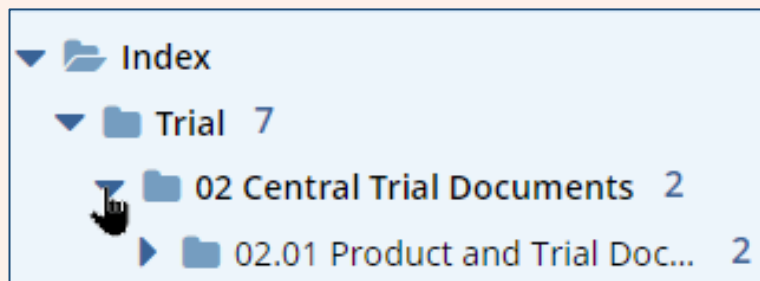 Index
Trial 7
02 Central Trial Documents 2
02.01 Product and Trial Doc... 2